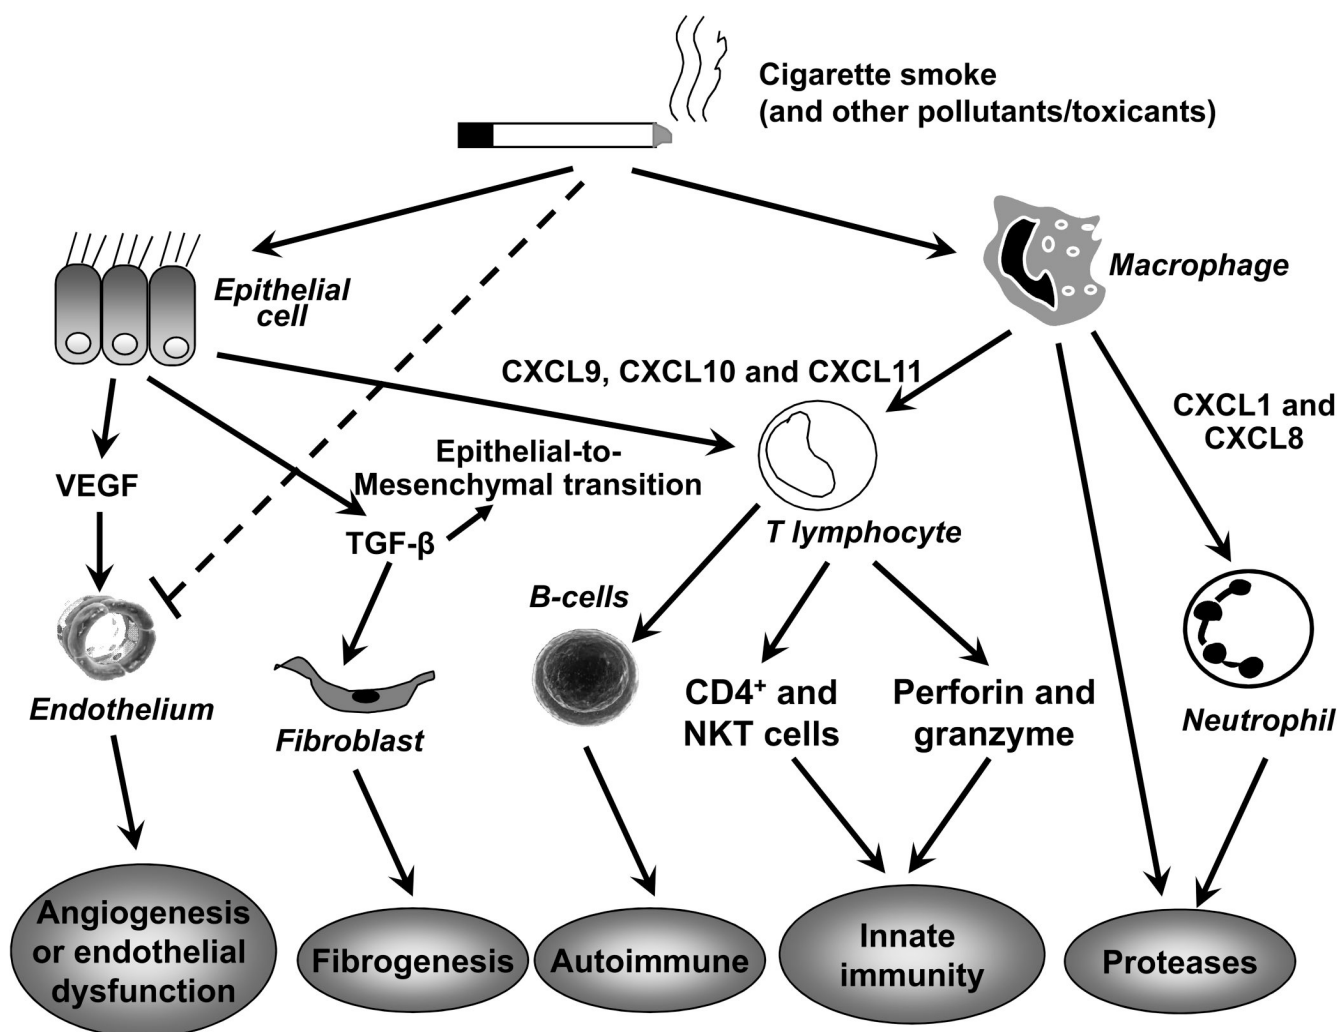 Cigarette smoke
(and other pollutants/toxicants)
Epithelial
cell
Macrophage
CXCL9, CXCL10 and CXCL11
CXCL1 and
CXCL8
Epithelial-to-
Mesenchymal transition
VEGF
TGF-β
T lymphocyte
B-cells
Endothelium
Fibroblast
CD4⁺ and
NKT cells
Perforin and
granzyme
Neutrophil
Angiogenesis
or endothelial
dysfunction
Fibrogenesis
Autoimmune
Innate
immunity
Proteases